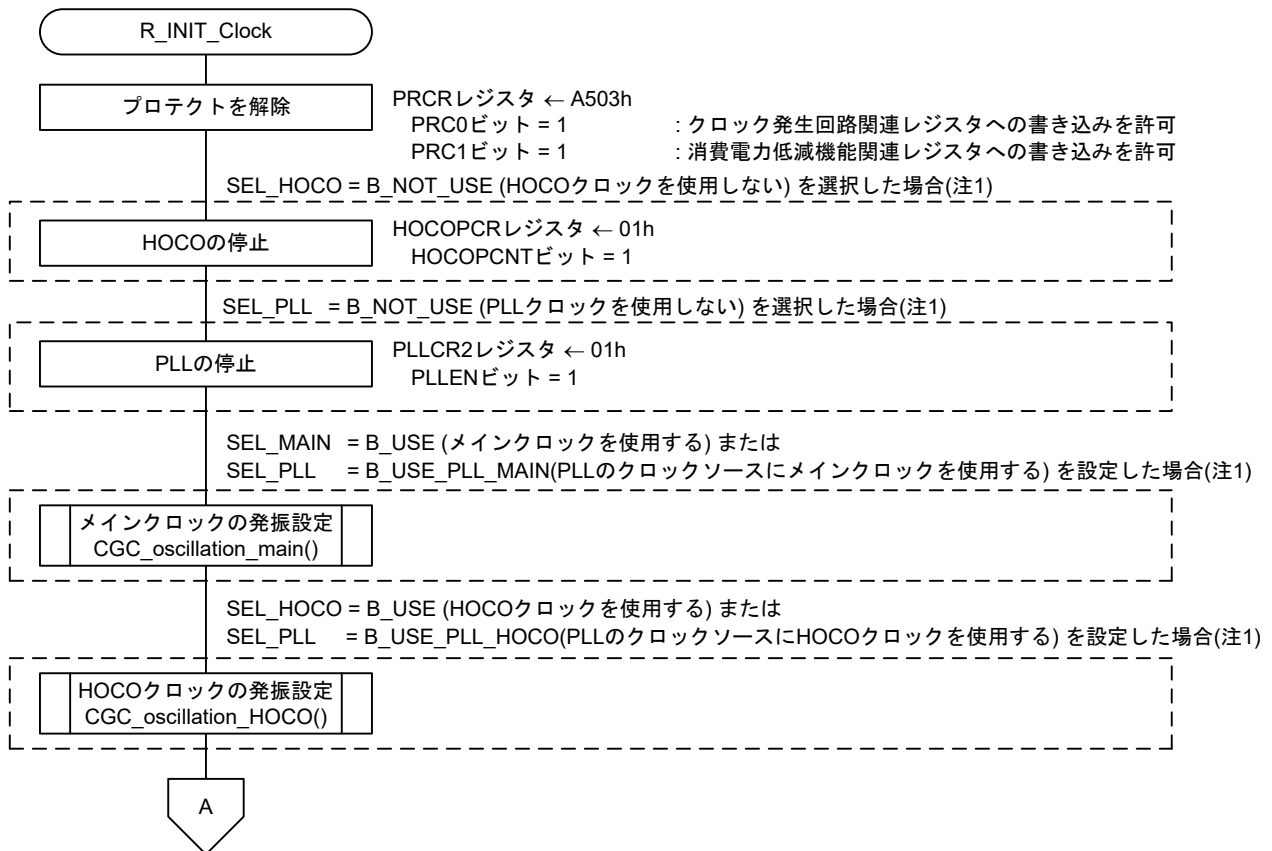 R_INIT_Clock
プロテクトを解除
PRCRレジスタ ← A503h
PRC0ビット = 1 : クロック発生回路関連レジスタへの書き込みを許可
PRC1ビット = 1 : 消費電力低減機能関連レジスタへの書き込みを許可
SEL_HOCO = B_NOT_USE (HOCOクロックを使用しない) を選択した場合(注1)
HOCOの停止
HOCOPCRレジスタ ← 01h
HOCOPCNTビット = 1
SEL_PLL = B_NOT_USE (PLLクロックを使用しない) を選択した場合(注1)
PLLの停止
PLLCR2レジスタ ← 01h
PLLENビット = 1
SEL_MAIN = B_USE (メインクロックを使用する) または
SEL_PLL = B_USE_PLL_MAIN(PLLのクロックソースにメインクロックを使用する) を設定した場合(注1)
メインクロックの発振設定
CGC_oscillation_main()
SEL_HOCO = B_USE (HOCOクロックを使用する) または
SEL_PLL = B_USE_PLL_HOCO(PLLのクロックソースにHOCOクロックを使用する) を設定した場合(注1)
HOCOクロックの発振設定
CGC_oscillation_HOCO()
A